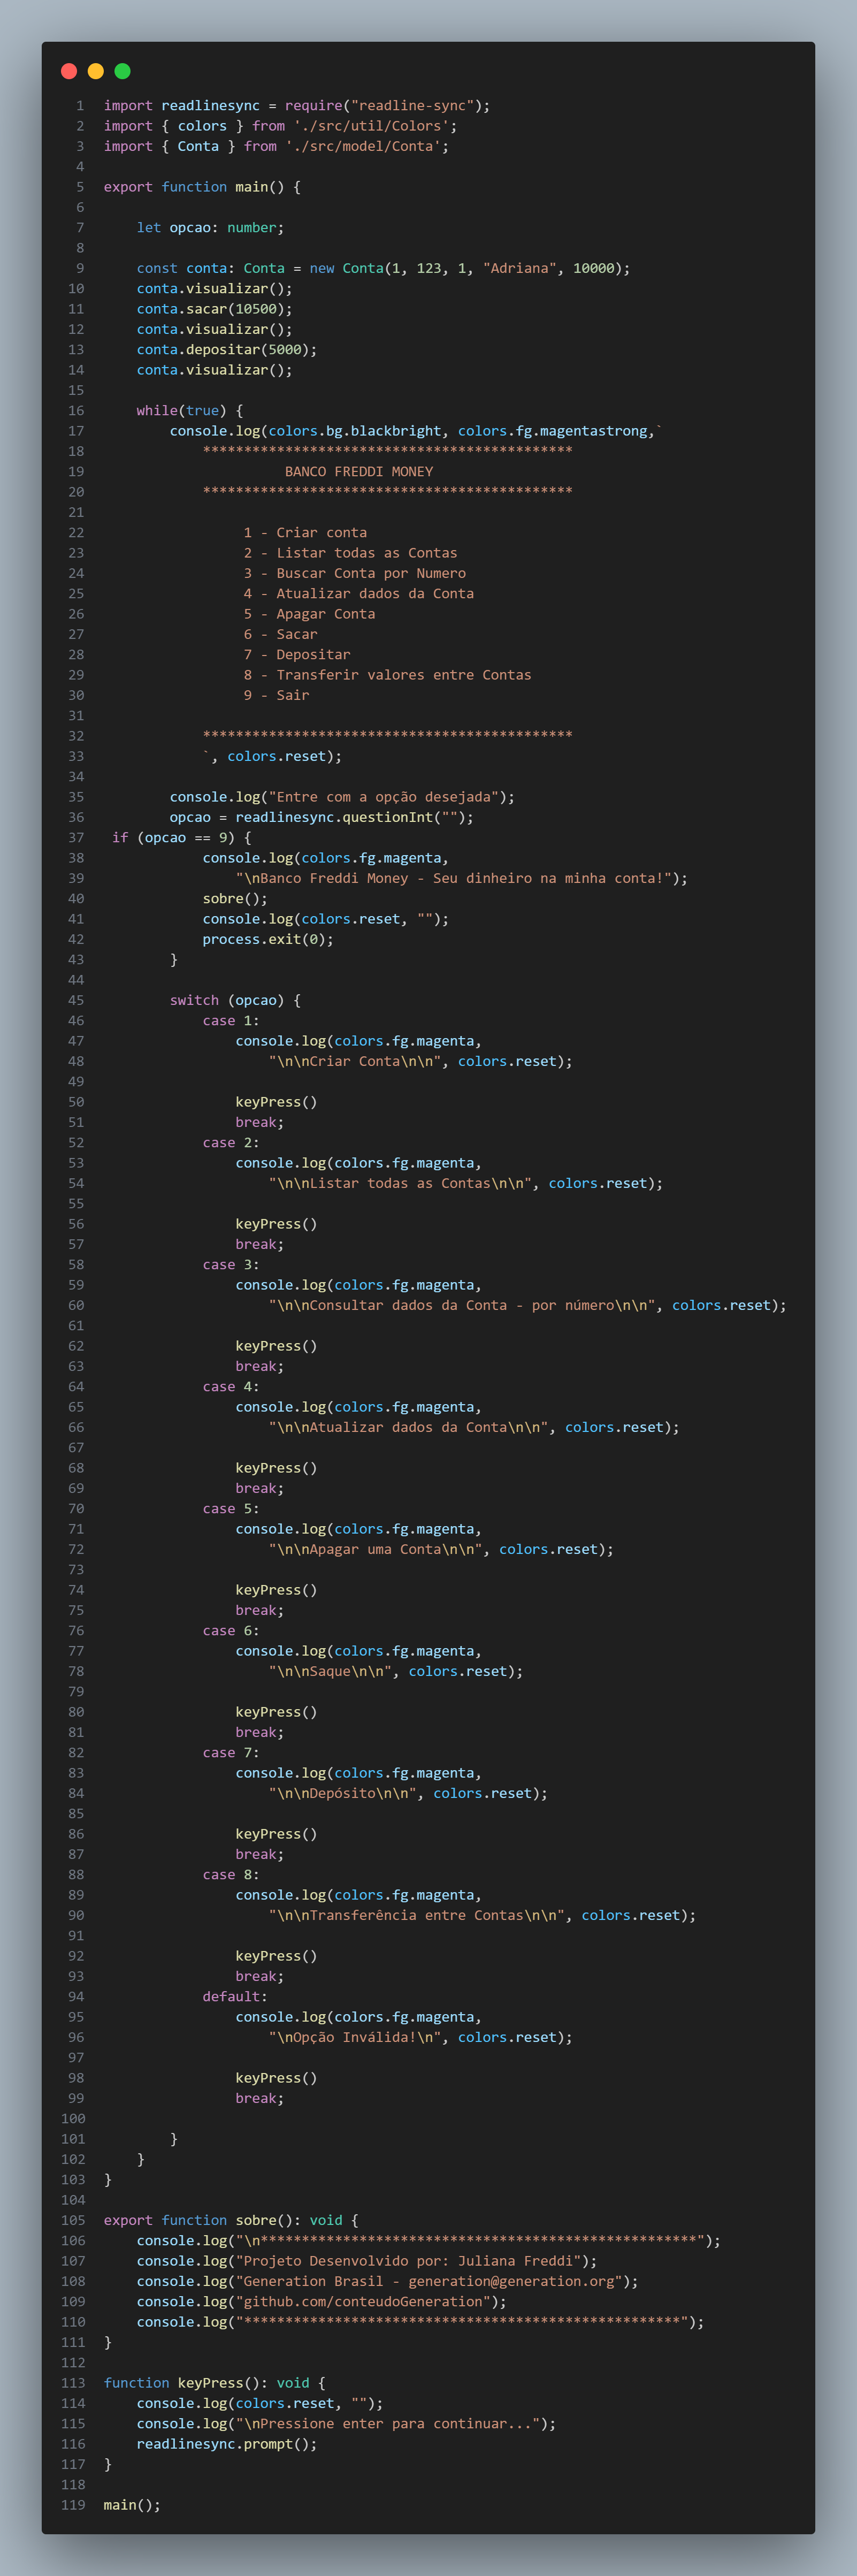 1 import readlinesync = require("readline-sync");
2 import { colors } from './src/util/Colors';
3 import { Conta } from './src/model/Conta';
4
5 export function main() {
6
7     let opcao: number;
8
9     const conta: Conta = new Conta(1, 123, 1, "Adriana", 10000);
10     conta.visualizar();
11     conta.sacar(10500);
12     conta.visualizar();
13     conta.depositar(5000);
14     conta.visualizar();
15
16     while(true) {
17         console.log(colors.bg.blackbright, colors.fg.magentastrong,`
18             *********************************************
19                       BANCO FREDDI MONEY
20             *********************************************
21
22                  1 - Criar conta
23                  2 - Listar todas as Contas
24                  3 - Buscar Conta por Numero
25                  4 - Atualizar dados da Conta
26                  5 - Apagar Conta
27                  6 - Sacar
28                  7 - Depositar
29                  8 - Transferir valores entre Contas
30                  9 - Sair
31
32             *********************************************
33             `, colors.reset);
34
35         console.log("Entre com a opção desejada");
36         opcao = readlinesync.questionInt("");
37  if (opcao == 9) {
38             console.log(colors.fg.magenta,
39                 "\nBanco Freddi Money - Seu dinheiro na minha conta!");
40             sobre();
41             console.log(colors.reset, "");
42             process.exit(0);
43         }
44
45         switch (opcao) {
46             case 1:
47                 console.log(colors.fg.magenta,
48                     "\n\nCriar Conta\n\n", colors.reset);
49
50                 keyPress()
51                 break;
52             case 2:
53                 console.log(colors.fg.magenta,
54                     "\n\nListar todas as Contas\n\n", colors.reset);
55
56                 keyPress()
57                 break;
58             case 3:
59                 console.log(colors.fg.magenta,
60                     "\n\nConsultar dados da Conta - por número\n\n", colors.reset);
61
62                 keyPress()
63                 break;
64             case 4:
65                 console.log(colors.fg.magenta,
66                     "\n\nAtualizar dados da Conta\n\n", colors.reset);
67
68                 keyPress()
69                 break;
70             case 5:
71                 console.log(colors.fg.magenta,
72                     "\n\nApagar uma Conta\n\n", colors.reset);
73
74                 keyPress()
75                 break;
76             case 6:
77                 console.log(colors.fg.magenta,
78                     "\n\nSaque\n\n", colors.reset);
79
80                 keyPress()
81                 break;
82             case 7:
83                 console.log(colors.fg.magenta,
84                     "\n\nDepósito\n\n", colors.reset);
85
86                 keyPress()
87                 break;
88             case 8:
89                 console.log(colors.fg.magenta,
90                     "\n\nTransferência entre Contas\n\n", colors.reset);
91
92                 keyPress()
93                 break;
94             default:
95                 console.log(colors.fg.magenta,
96                     "\nOpção Inválida!\n", colors.reset);
97
98                 keyPress()
99                 break;
100
101         }
102     }
103 }
104
105 export function sobre(): void {
106     console.log("\n*****************************************************");
107     console.log("Projeto Desenvolvido por: Juliana Freddi");
108     console.log("Generation Brasil - generation@generation.org");
109     console.log("github.com/conteudoGeneration");
110     console.log("*****************************************************");
111 }
112
113 function keyPress(): void {
114     console.log(colors.reset, "");
115     console.log("\nPressione enter para continuar...");
116     readlinesync.prompt();
117 }
118
119 main();